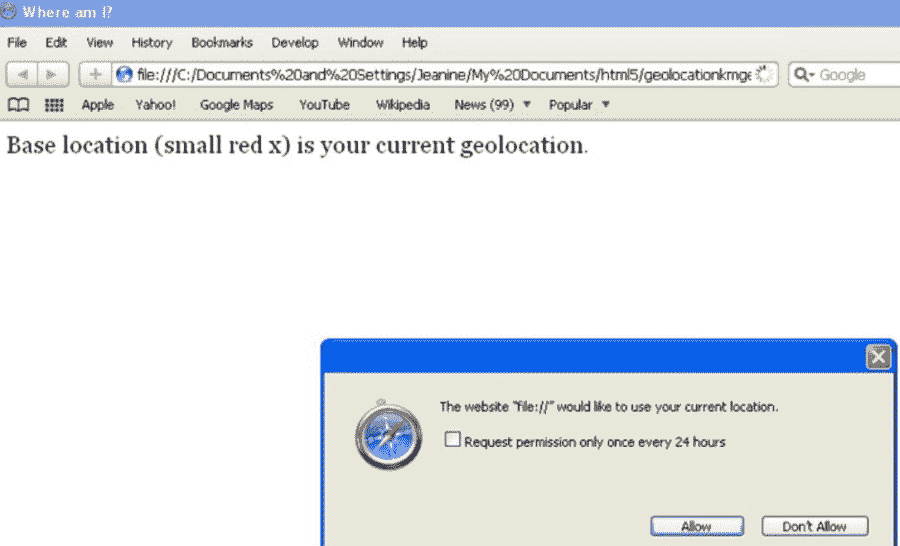 Where am I?
File Edit View History Bookmarks Develop Window Help
file:///C:/Documents%20and%20Settings/Jeanine/My%20Documents/html5/geolocationkmge Google
Apple Yahoo! Google Maps YouTube Wikipedia News (99) Popular
Base location (small red x) is your current geolocation.
The website "file://" would like to use your current location.
Request permission only once every 24 hours
Allow Don't Allow